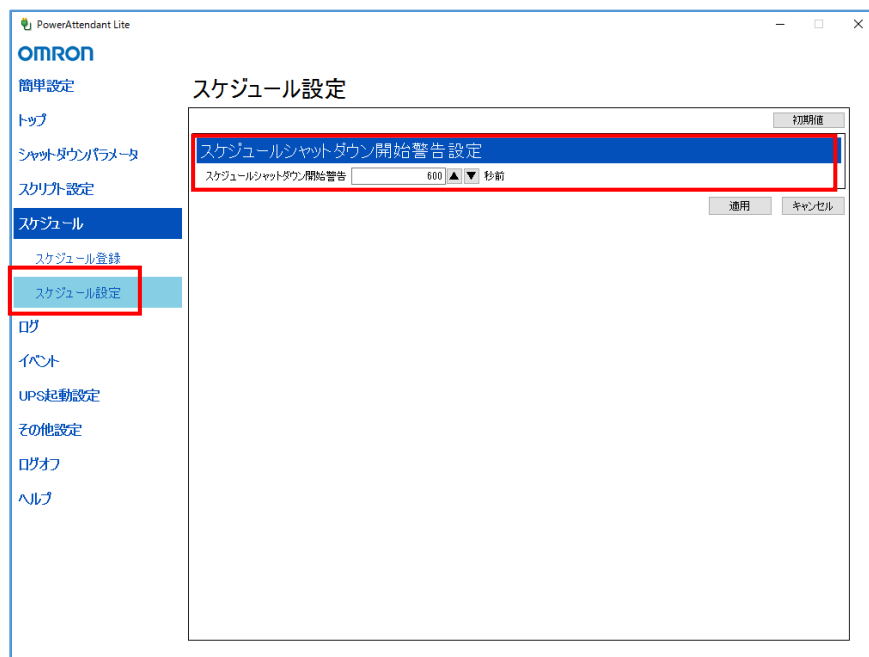 PowerAttendant Lite
OMRON
簡単設定
トップ
シャットダウンパラメータ
スクリプト設定
スケジュール
スケジュール登録
スケジュール設定
ログ
イベント
UPS起動設定
その他設定
ログオフ
ヘルプ
スケジュール設定
初期値
スケジュールシャットダウン開始警告設定
スケジュールシャットダウン開始警告 600 ▲ ▼ 秒前
適用 キャンセル